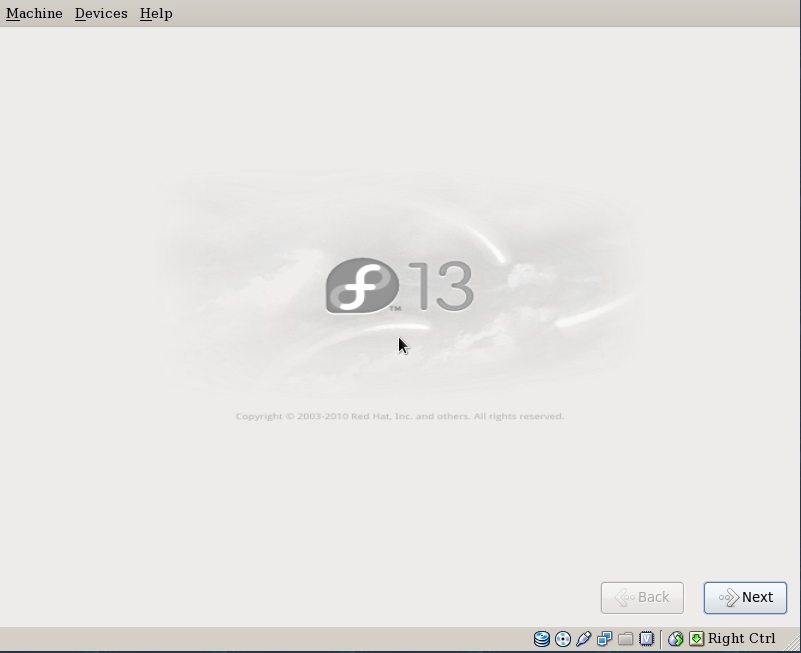 Machine Devices Help
13
TM
Copyright © 2003-2010 Red Hat, Inc. and others. All rights reserved.
Back Next
Right Ctrl